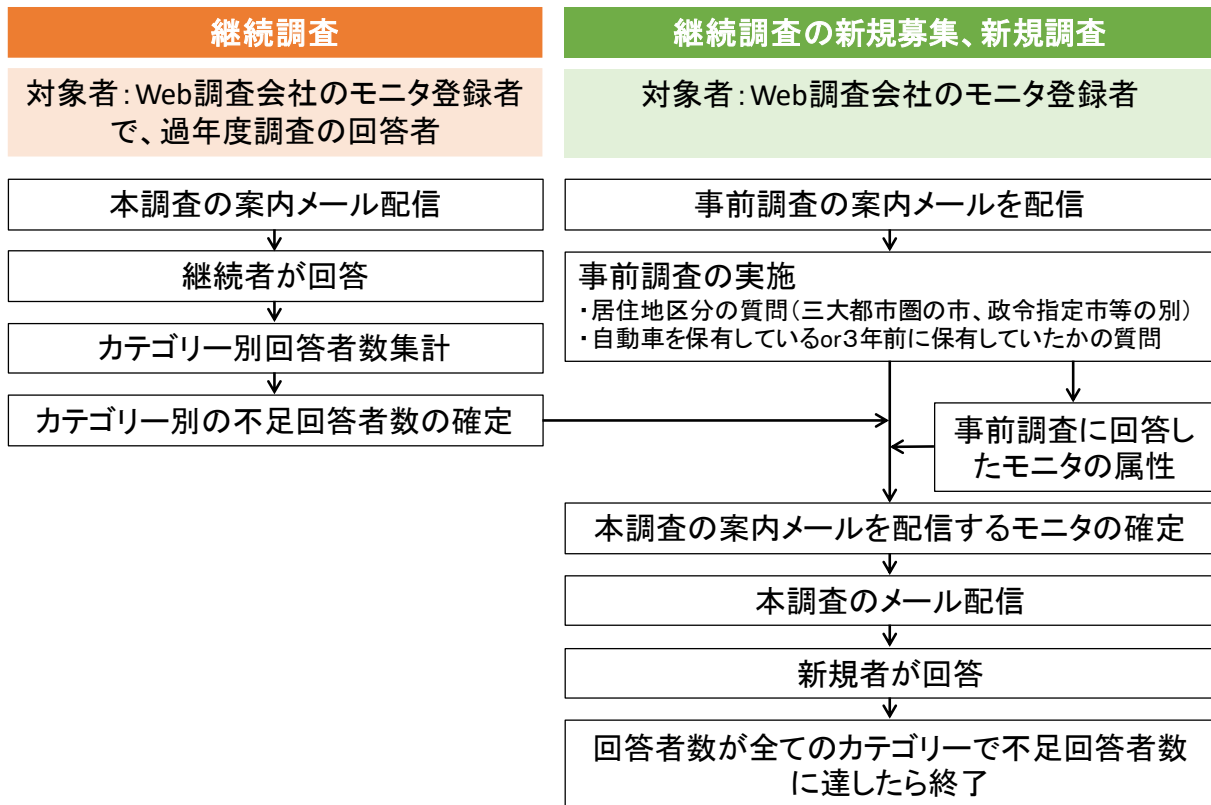 継続調査
対象者：Web調査会社のモニタ登録者
で、過年度調査の回答者
本調査の案内メール配信
継続者が回答
カテゴリー別回答者数集計
カテゴリー別の不足回答者数の確定
継続調査の新規募集、新規調査
対象者：Web調査会社のモニタ登録者
事前調査の案内メールを配信
事前調査の実施
・居住地区分の質問（三大都市圏の市、政令指定市等の別）
・自動車を保有しているor３年前に保有していたかの質問
事前調査に回答し
たモニタの属性
本調査の案内メールを配信するモニタの確定
本調査のメール配信
新規者が回答
回答者数が全てのカテゴリーで不足回答者数
に達したら終了